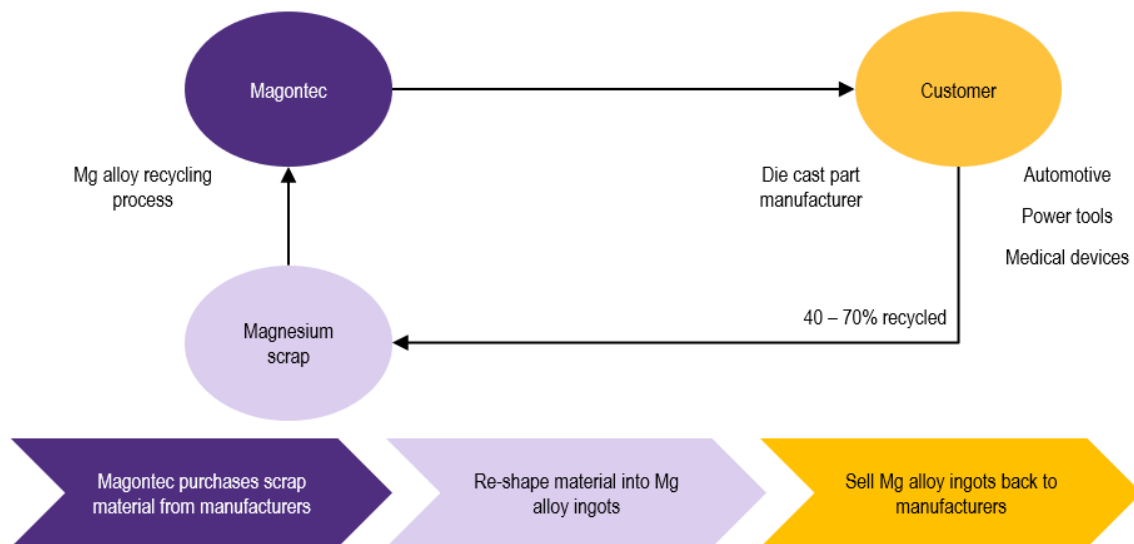 Magontec
Customer
Mg alloy recycling
process
Die cast part
manufacturer
Automotive
Power tools
Medical devices
Magnesium
scrap
40 – 70% recycled
Magontec purchases scrap
material from manufacturers
Re-shape material into Mg
alloy ingots
Sell Mg alloy ingots back to
manufacturers